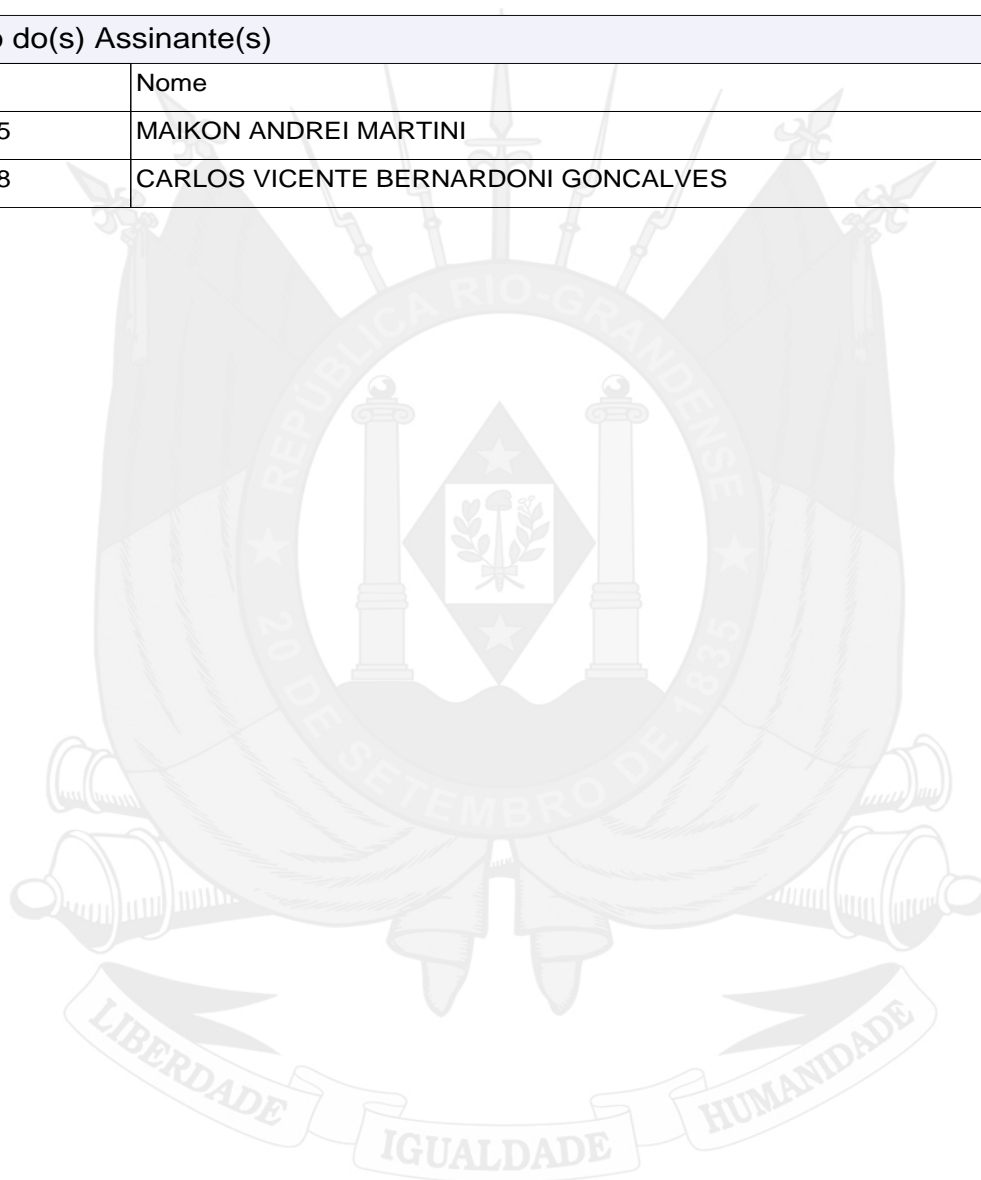 o do(s) Assinante(s)
Nome
5 MAIKON ANDREI MARTINI
8 CARLOS VICENTE BERNARDONI GONCALVES
REPÚBLICA RIO-GRANDENSE
★ 20 DE SETEMBRO DE 1835 ★
LIBERDADE IGUALDADE HUMANIDADE